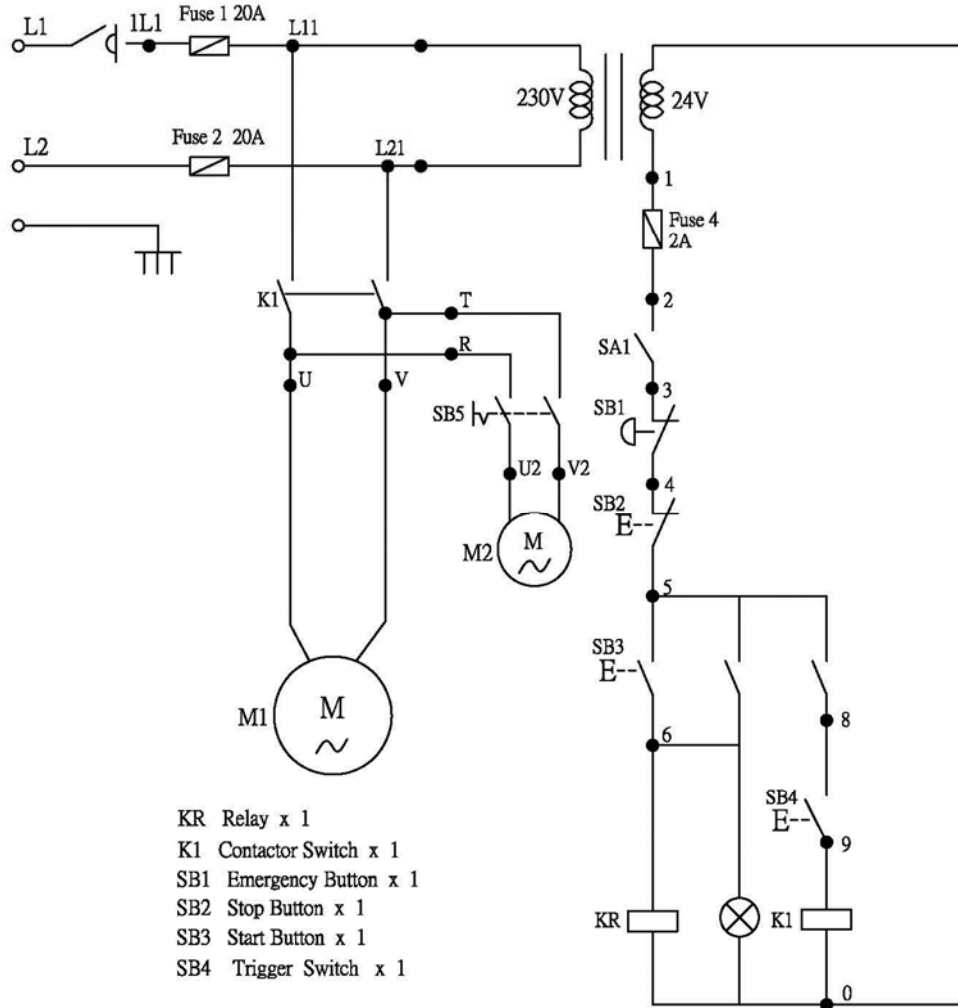 L1
1L1
Fuse 1 20A
L11
230V
24V
L2
Fuse 2 20A
L21
1
Fuse 4
2A
2
K1
T
R
SA1
U
V
3
SB1
SB5
U2
V2
4
SB2
E
M2
M
5
SB3
E
M1
M
6
8
SB4
E
9
KR
K1
0
KR Relay x 1
K1 Contactor Switch x 1
SB1 Emergency Button x 1
SB2 Stop Button x 1
SB3 Start Button x 1
SB4 Trigger Switch x 1